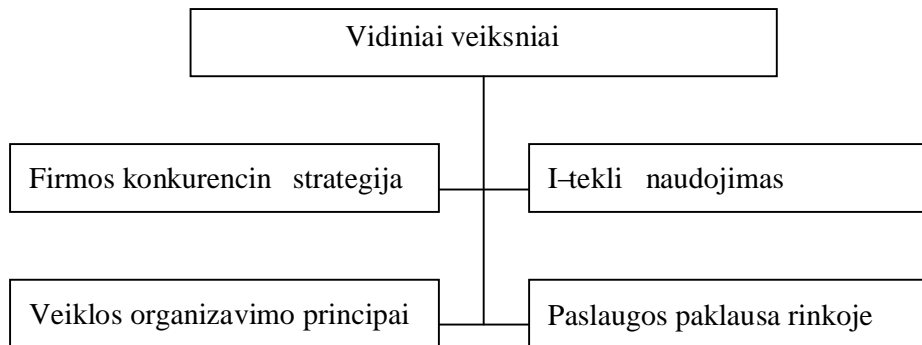 Vidiniai veiksniai
Firmos konkurencin strategija
I–tekli naudojimas
Veiklos organizavimo principai
Paslaugos paklausa rinkoje